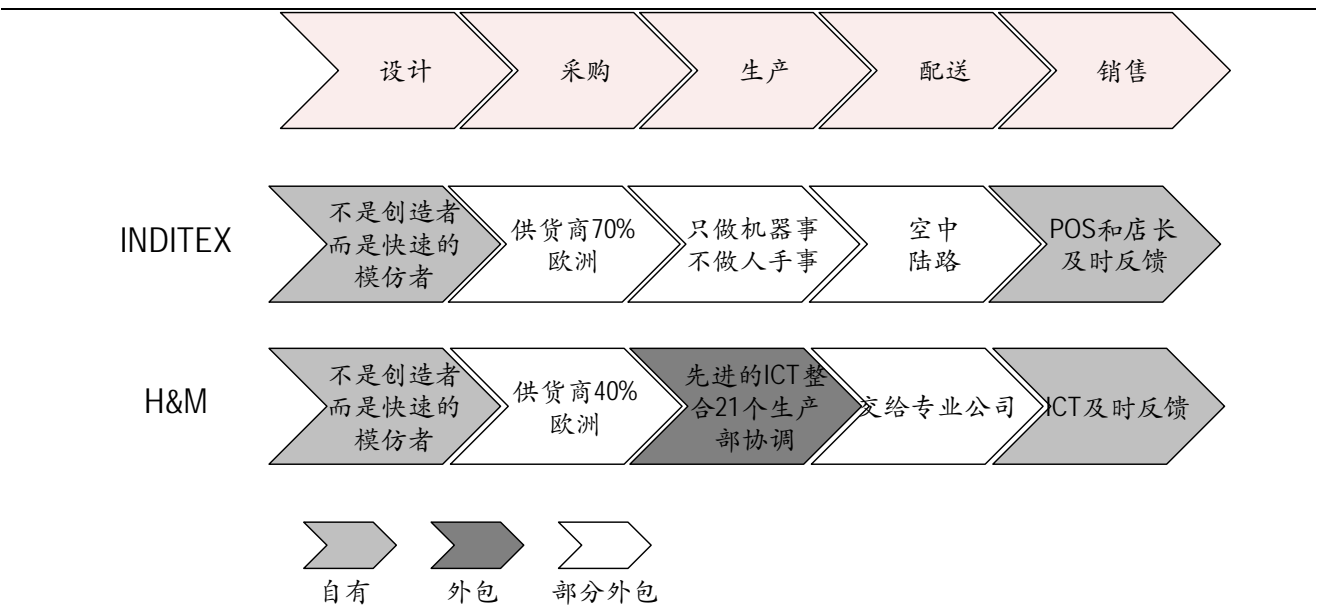 设计
采购
生产
配送
销售
INDITEX
不是创造者
而是快速的
模仿者
供货商70%
欧洲
只做机器事
不做人手事
空中
陆路
POS和店长
及时反馈
H&M
不是创造者
而是快速的
模仿者
供货商40%
欧洲
先进的ICT整
合21个生产
部协调
交给专业公司
ICT及时反馈
自有
外包
部分外包